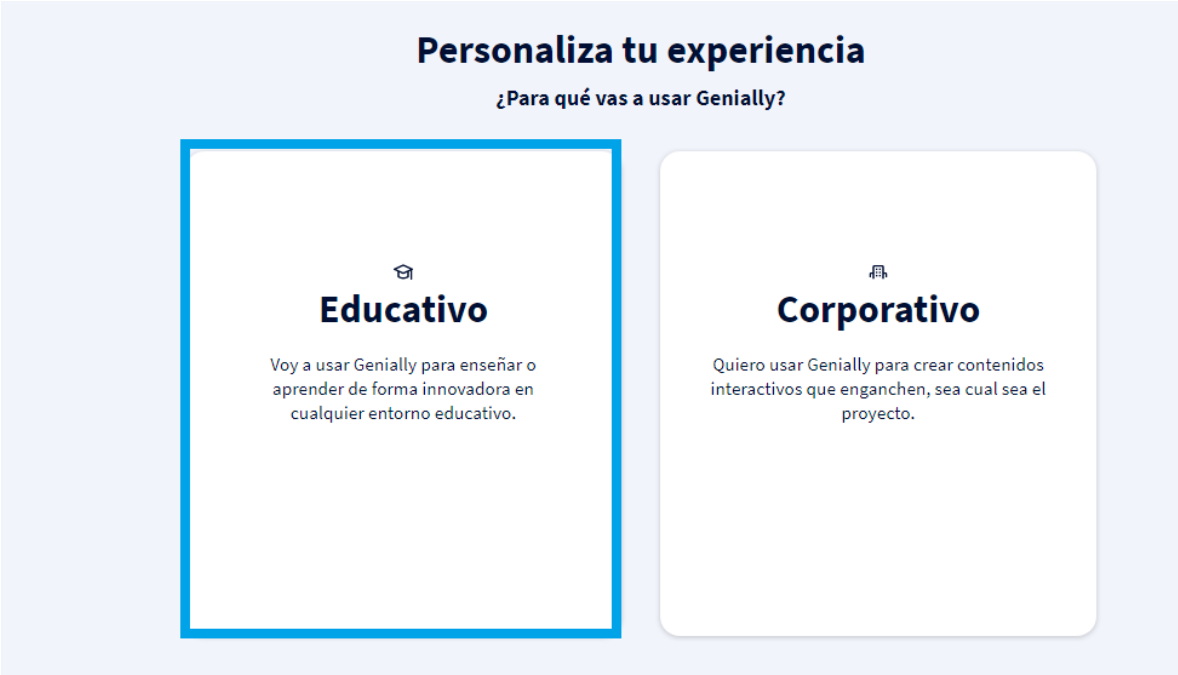 Personaliza tu experiencia
¿Para qué vas a usar Genially?
Educativo
Voy a usar Genially para enseñar o
aprender de forma innovadora en
cualquier entorno educativo.
Corporativo
Quiero usar Genially para crear contenidos
interactivos que enganchen, sea cual sea el
proyecto.